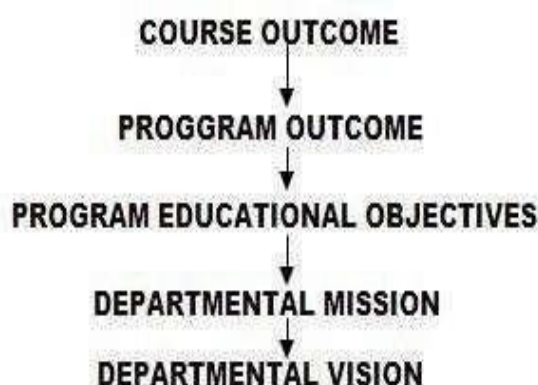 COURSE OUTCOME
PROGGRAM OUTCOME
PROGRAM EDUCATIONAL OBJECTIVES
DEPARTMENTAL MISSION
DEPARTMENTAL VISION